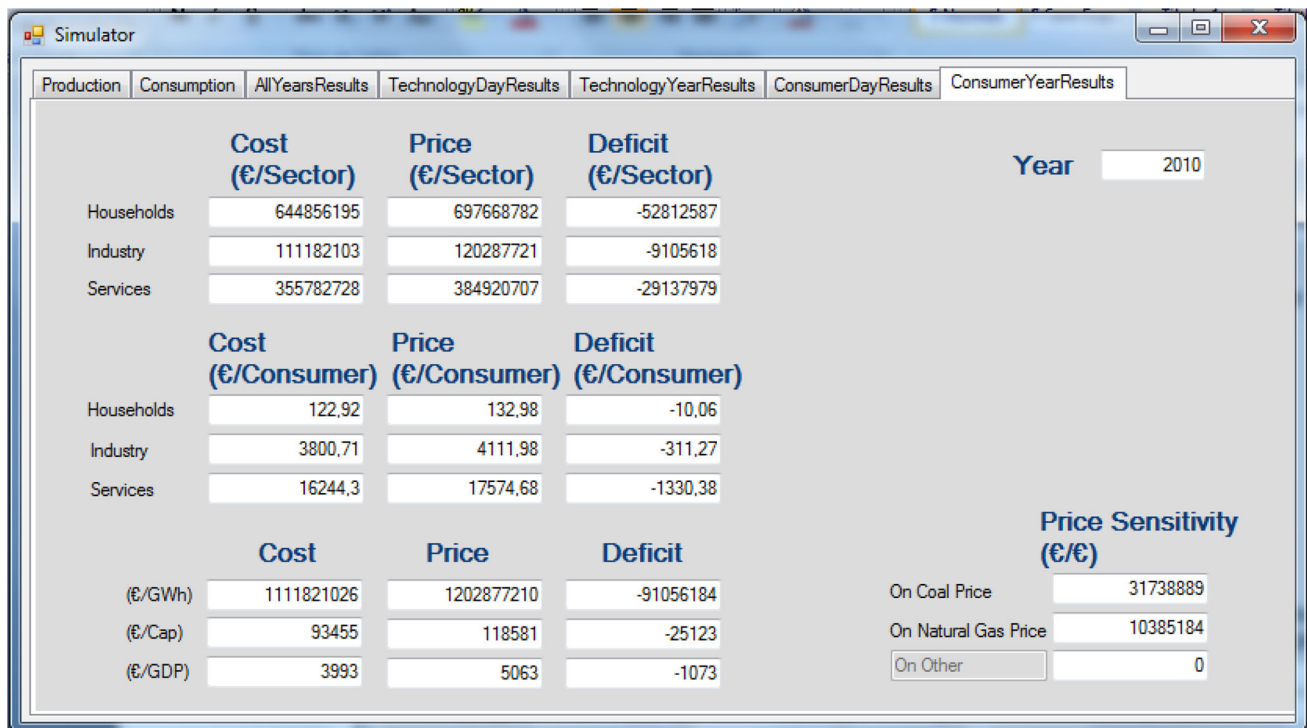 Simulator
Production Consumption AllYearsResults TechnologyDayResults TechnologyYearResults ConsumerDayResults ConsumerYearResults
Cost Price Deficit
(€/Sector) (€/Sector) (€/Sector) Year 2010
Households 644856195 697668782 -52812587
Industry 111182103 120287721 -9105618
Services 355782728 384920707 -29137979
Cost Price Deficit
(€/Consumer) (€/Consumer) (€/Consumer)
Households 122,92 132,98 -10,06
Industry 3800,71 4111,98 -311,27
Services 16244,3 17574,68 -1330,38
Price Sensitivity
Cost Price Deficit (€/€)
(€/GWh) 1111821026 1202877210 -91056184 On Coal Price 31738889
(€/Cap) 93455 118581 -25123 On Natural Gas Price 10385184
(€/GDP) 3993 5063 -1073 On Other 0